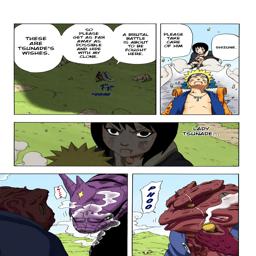 THESE ARE
TSUNADE'S
WISHES.
SO
PLEASE
GET AS FAR
AWAY AS
POSSIBLE
AND HIDE
WITH MY
CLONE.
A BRUTAL
BATTLE
IS ABOUT
TO BE
FOUGHT
HERE.
PLEASE
TAKE
CARE
OF HIM
SHIZUNE.
LADY
TSUNADE...
PHOO